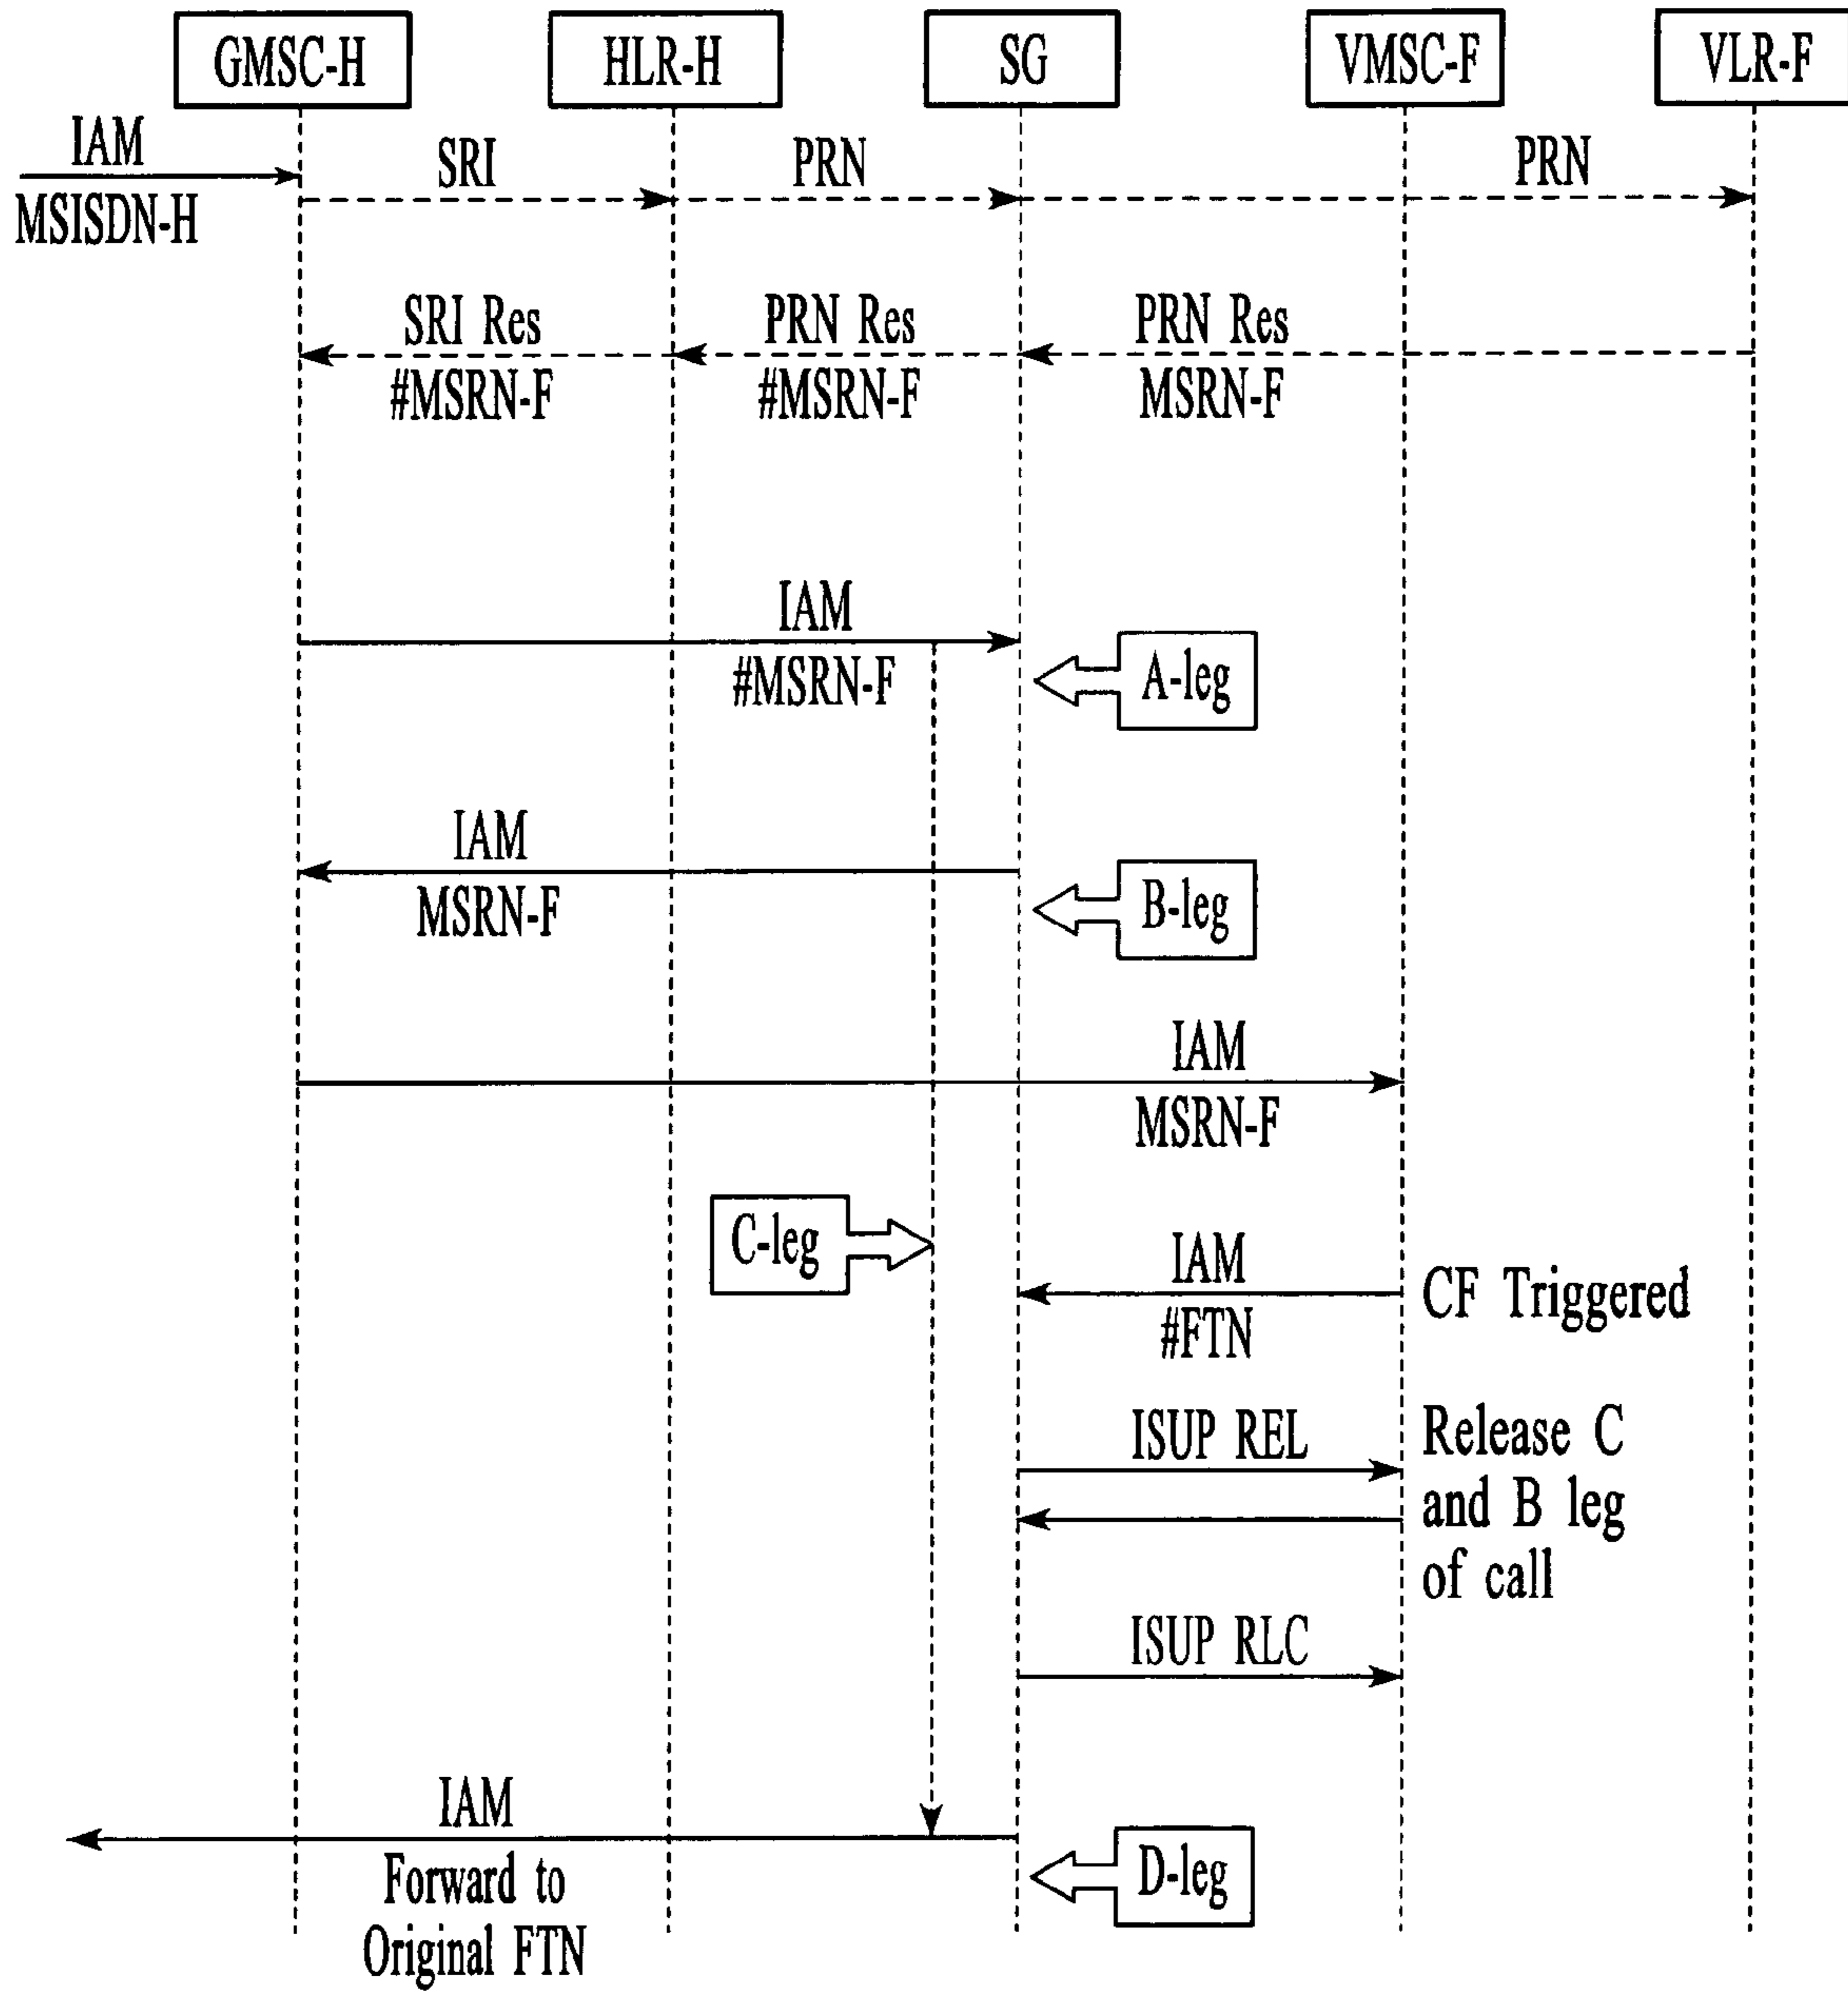 GMSC-H
HLR-H
SG
VMSC-F
VLR-F
IAM
MSISDN-H
SRI
PRN
PRN
SRI Res
#MSRN-F
PRN Res
#MSRN-F
PRN Res
MSRN-F
IAM
#MSRN-F
A-leg
IAM
MSRN-F
B-leg
IAM
MSRN-F
C-leg
IAM
#FTN
CF Triggered
ISUP REL
Release C
and B leg
of call
ISUP RLC
IAM
Forward to
Original FTN
D-leg